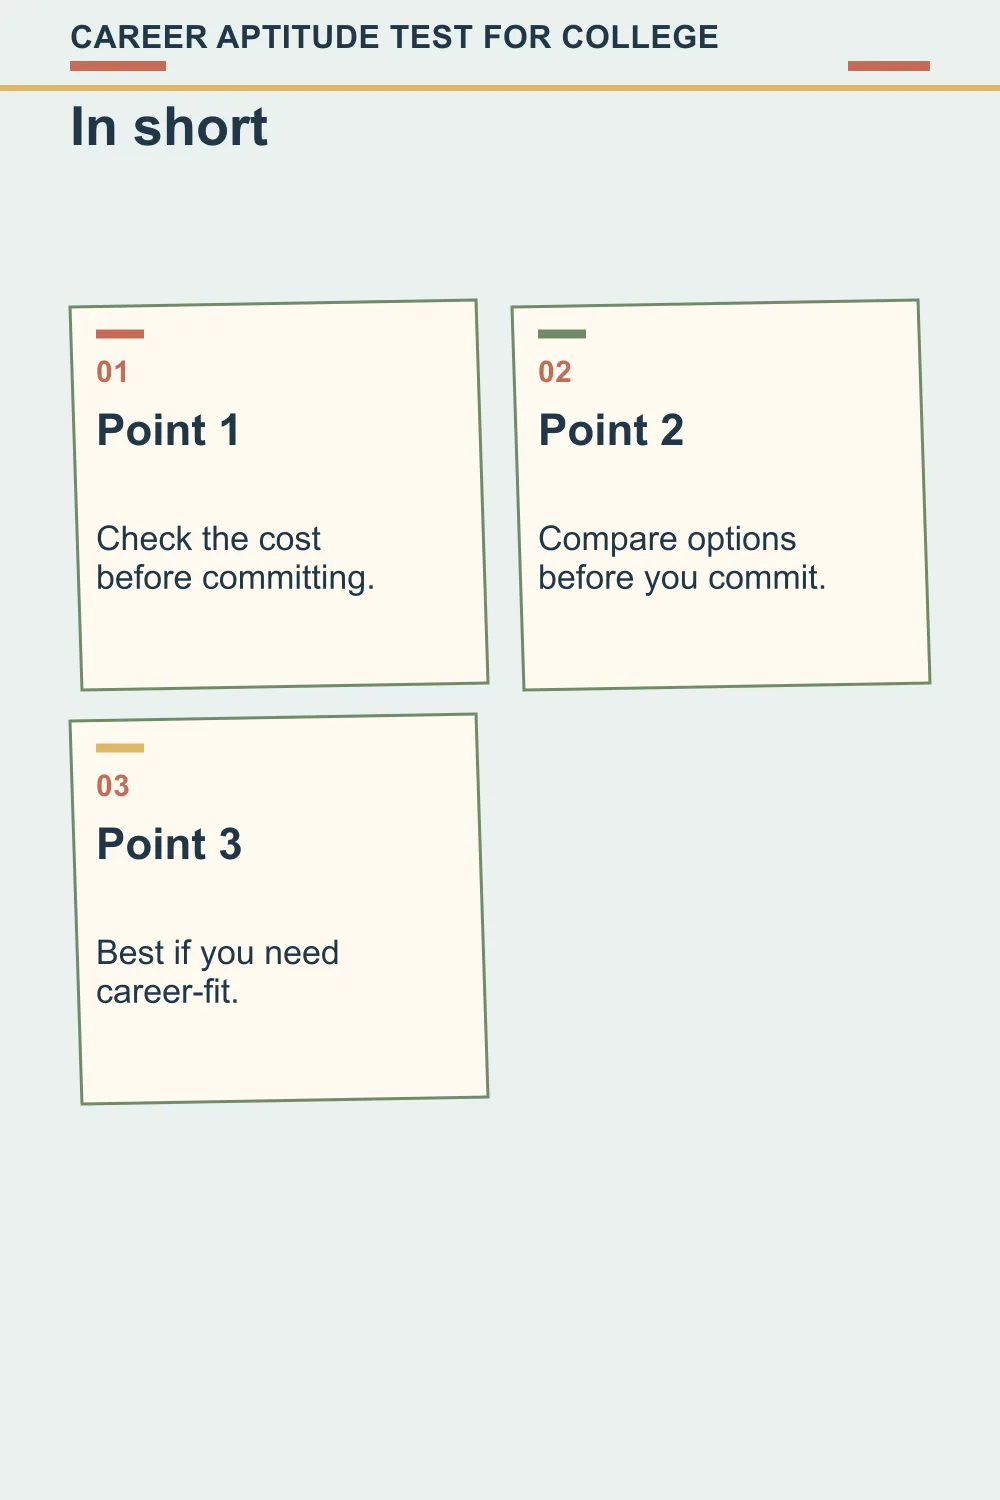 CAREER APTITUDE TEST FOR COLLEGE
In short
01
Point 1
Check the cost
before committing.
02
Point 2
Compare options
before you commit.
03
Point 3
Best if you need
career-fit.